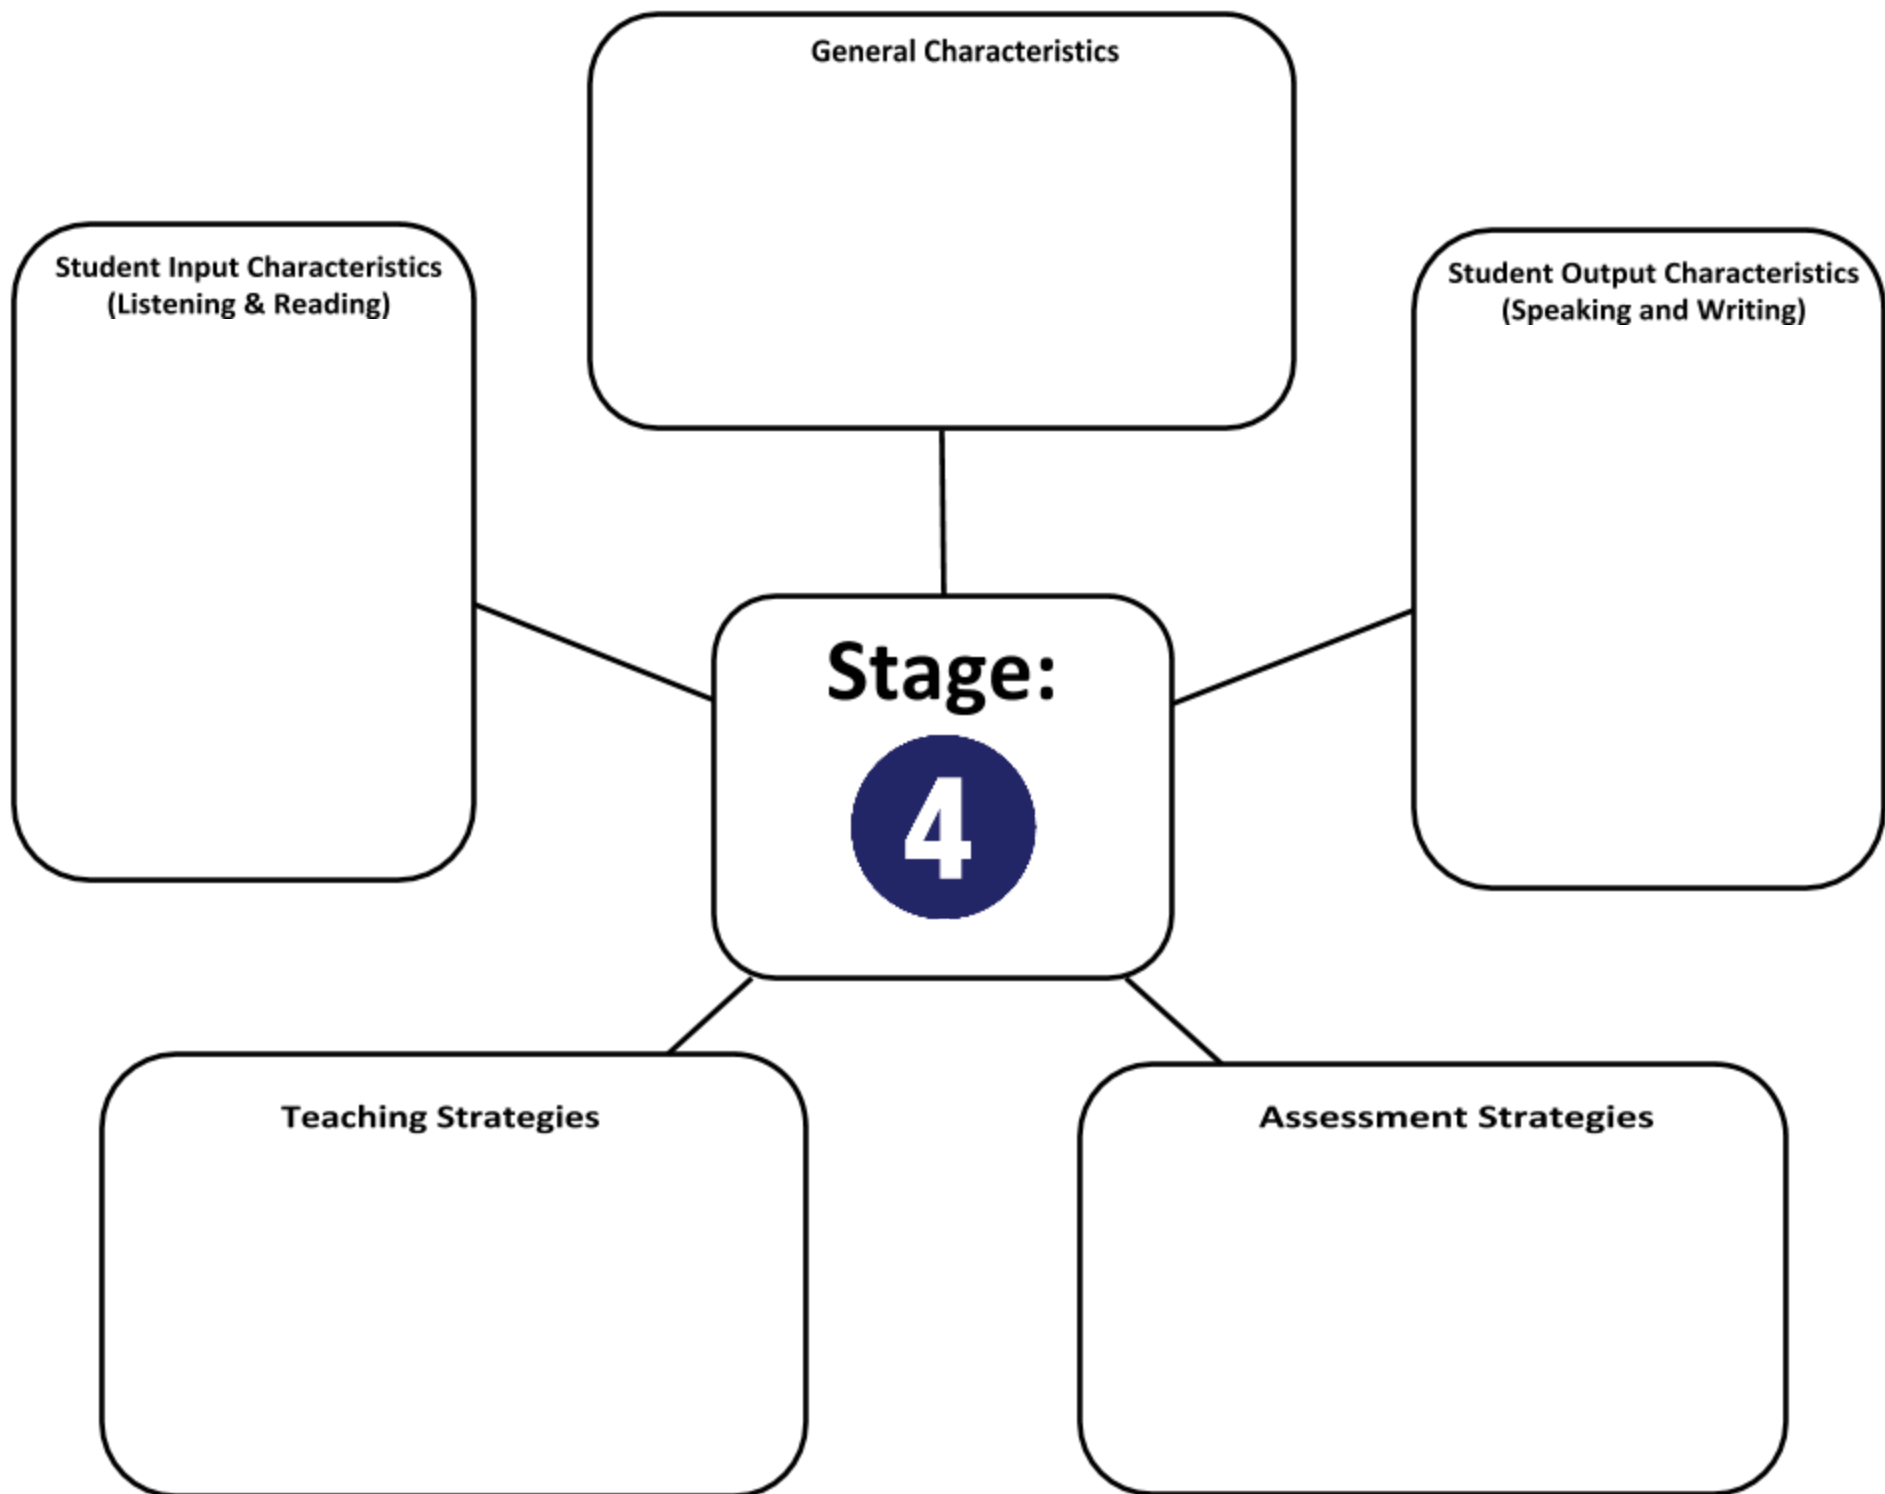 General Characteristics
Student Input Characteristics
(Listening & Reading)
Student Output Characteristics
(Speaking and Writing)
Stage:
4
Teaching Strategies
Assessment Strategies